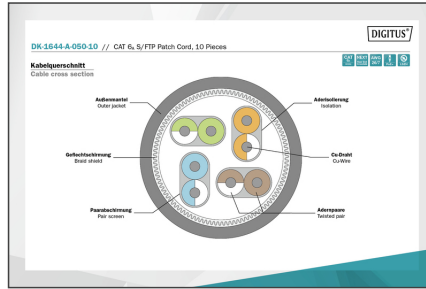 DIGITUS®
DK-1644-A-050-10 // CAT 6A S/FTP Patch Cord, 10 Pieces
Kabelquerschnitt
Cable cross section
Außenmantel
Outer jacket
Aderisolierung
Isolation
Geflechtschirmung
Braid shield
Cu-Draht
Cu-Wire
Paarabschirmung
Pair screen
Adernpaare
Twisted pair